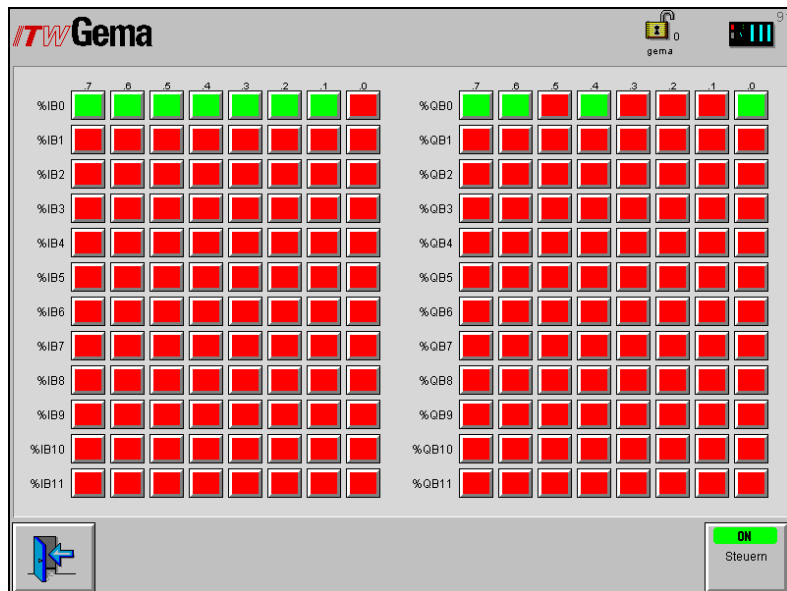 ITWGema
0
gema
9
.7 .6 .5 .4 .3 .2 .1 .0
.7 .6 .5 .4 .3 .2 .1 .0
%IB0 %QB0
%IB1 %QB1
%IB2 %QB2
%IB3 %QB3
%IB4 %QB4
%IB5 %QB5
%IB6 %QB6
%IB7 %QB7
%IB8 %QB8
%IB9 %QB9
%IB10 %QB10
%IB11 %QB11
ON
Steuern